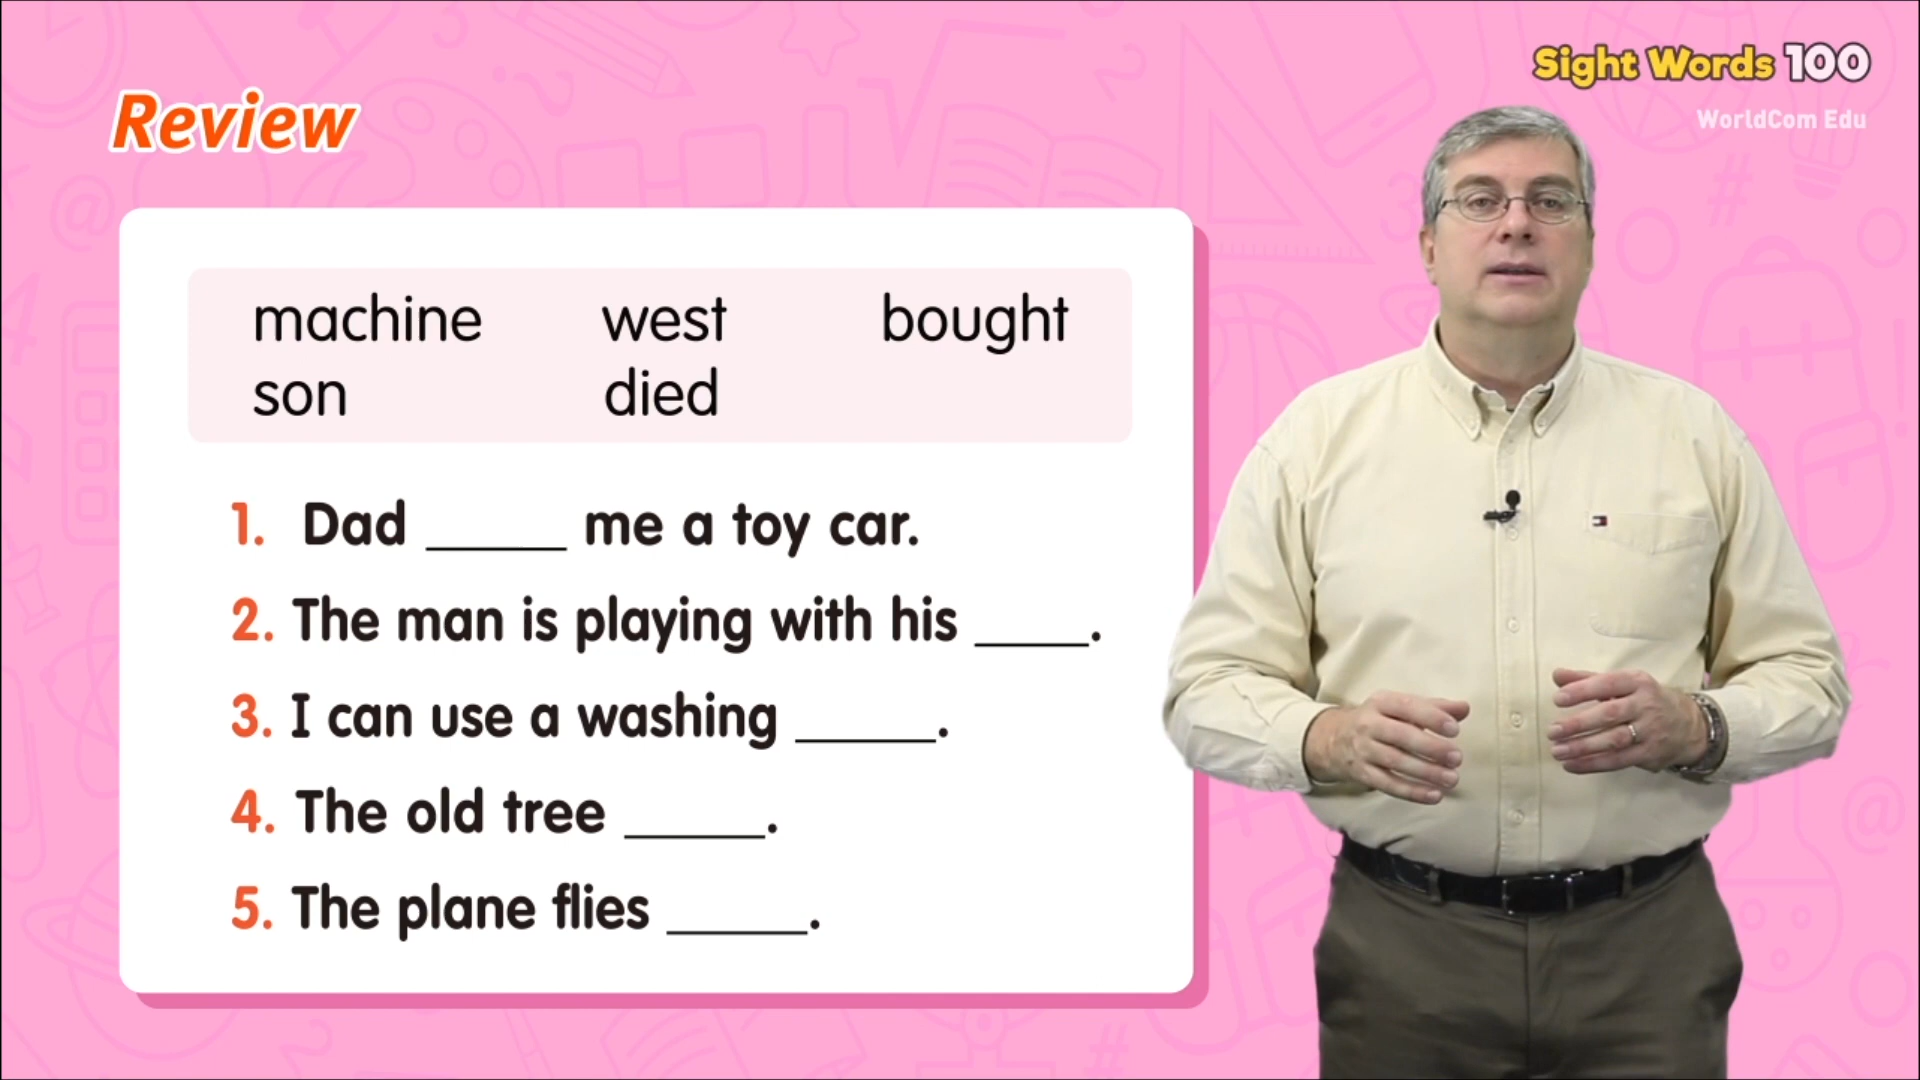 Sight Words 100
WorldCom Edu
Review
machine west bought
son died
1. Dad _____ me a toy car.
2. The man is playing with his ____.
3. I can use a washing _____.
4. The old tree _____.
5. The plane flies _____.